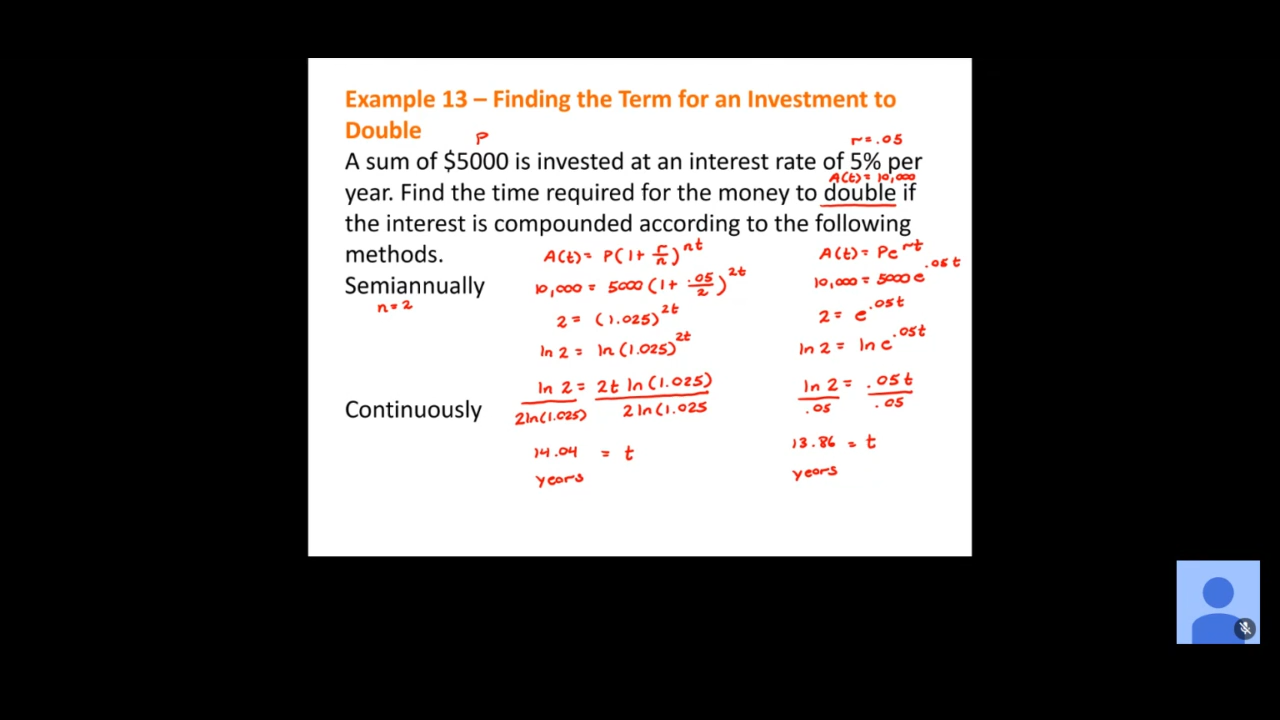 Example 13 – Finding the Term for an Investment to
Double
P
r = .05
A sum of $5000 is invested at an interest rate of 5% per
A(t) = 10,000
year. Find the time required for the money to double if
the interest is compounded according to the following
methods.
Semiannually
n = 2
A(t) = P(1 + r/n)^nt
10,000 = 5000 (1 + .05/2)^2t
2 = (1.025)^2t
ln 2 = ln (1.025)^2t
ln 2 = 2t ln (1.025)
2 ln (1.025) 2 ln (1.025
14.04 = t
years
Continuously
A(t) = Pe^rt
10,000 = 5000 e^.05t
2 = e^.05t
ln 2 = ln e^.05t
ln 2 = .05t
.05 .05
13.86 = t
years